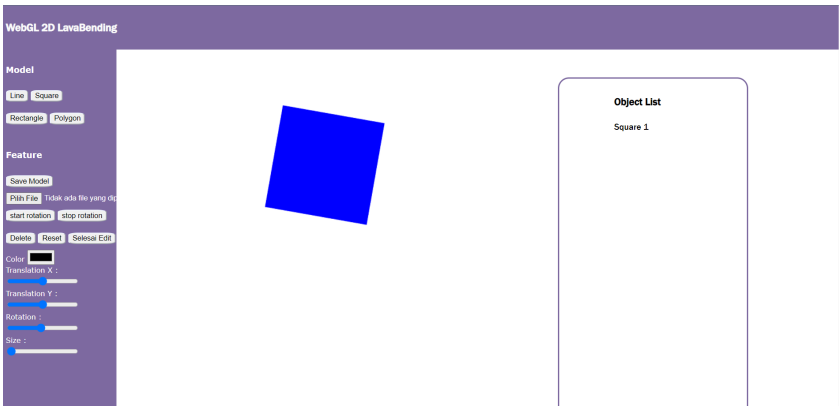 WebGL 2D LavaBending
Model
Line Square
Rectangle Polygon
Feature
Save Model
Pilih File Tidak ada file yang dip
start rotation stop rotation
Delete Reset Selesai Edit
Color
Translation X :
Translation Y :
Rotation :
Size :
Object List
Square 1